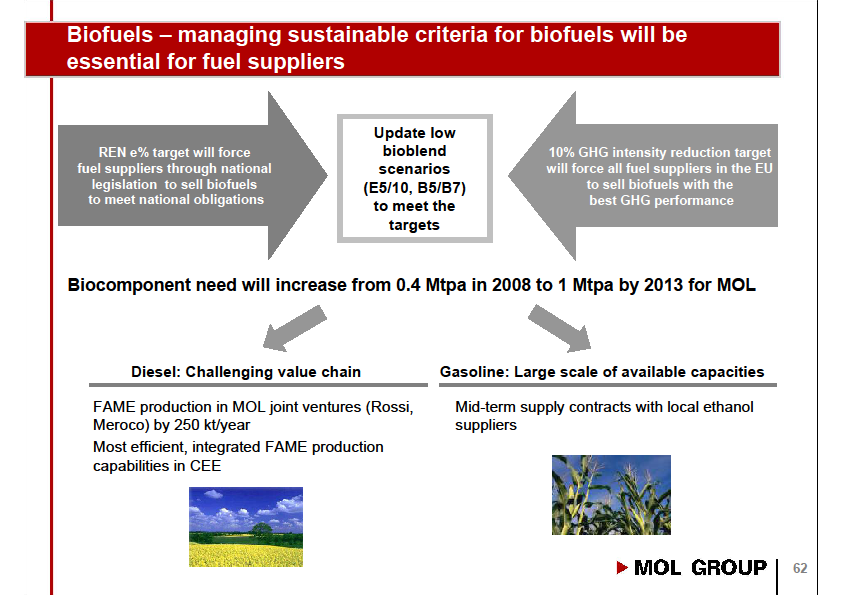 Biofuels – managing sustainable criteria for biofuels will be
essential for fuel suppliers
REN e% target will force
fuel suppliers through national
legislation to sell biofuels
to meet national obligations
Update low
bioblend
scenarios
(E5/10, B5/B7)
to meet the
targets
10% GHG intensity reduction target
will force all fuel suppliers in the EU
to sell biofuels with the
best GHG performance
Biocomponent need will increase from 0.4 Mtpa in 2008 to 1 Mtpa by 2013 for MOL
Diesel: Challenging value chain
FAME production in MOL joint ventures (Rossi,
Meroco) by 250 kt/year
Most efficient, integrated FAME production
capabilities in CEE
Gasoline: Large scale of available capacities
Mid-term supply contracts with local ethanol
suppliers
MOL GROUP
62